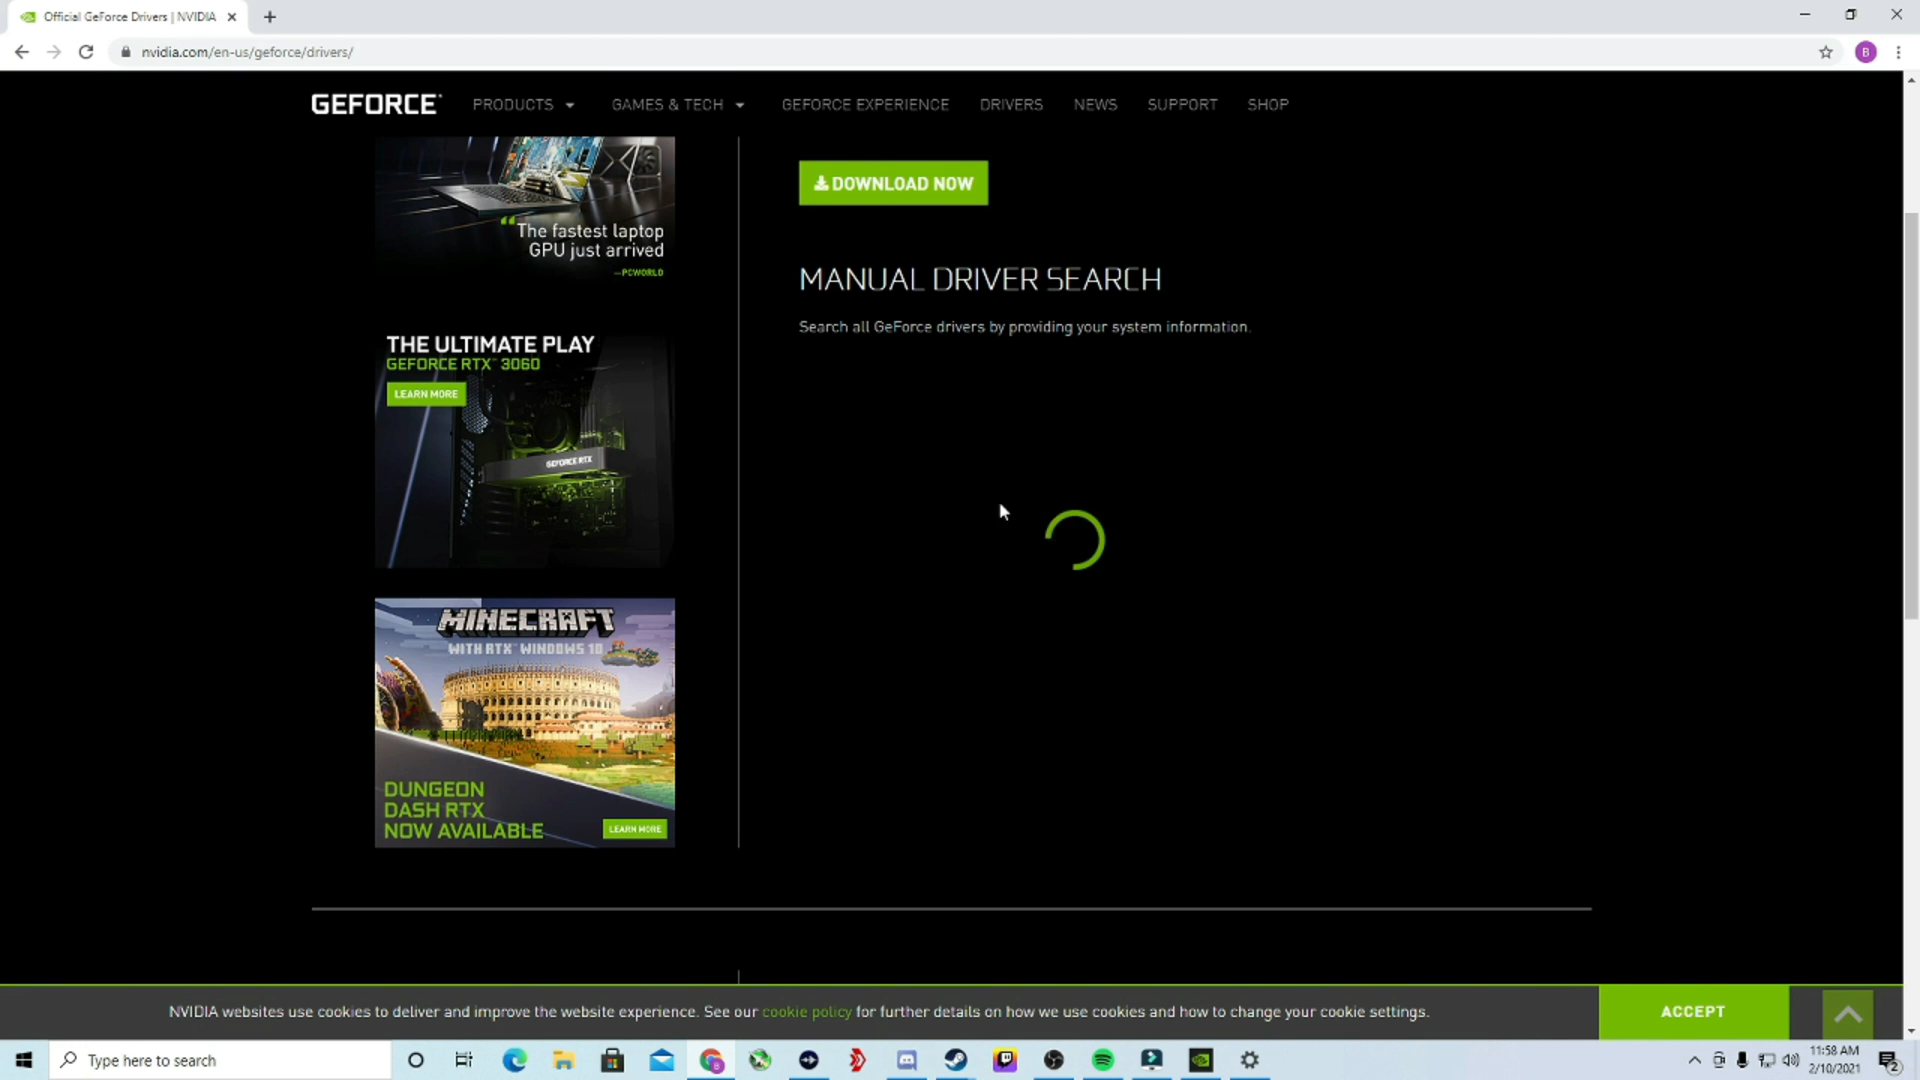 Official GeForce Drivers | NVIDIA
nvidia.com/en-us/geforce/drivers/
B
GEFORCE
PRODUCTS
GAMES & TECH
GEFORCE EXPERIENCE
DRIVERS
NEWS
SUPPORT
SHOP
“The fastest laptop
GPU just arrived
—PCWORLD
THE ULTIMATE PLAY
GEFORCE RTX™ 3060
LEARN MORE
GEFORCE RTX
MINECRAFT
WITH RTX™ WINDOWS 10
DUNGEON
DASH RTX
NOW AVAILABLE
LEARN MORE
DOWNLOAD NOW
MANUAL DRIVER SEARCH
Search all GeForce drivers by providing your system information.
NVIDIA websites use cookies to deliver and improve the website experience. See our cookie policy for further details on how we use cookies and how to change your cookie settings.
ACCEPT
Type here to search
11:58 AM
2/10/2021
2